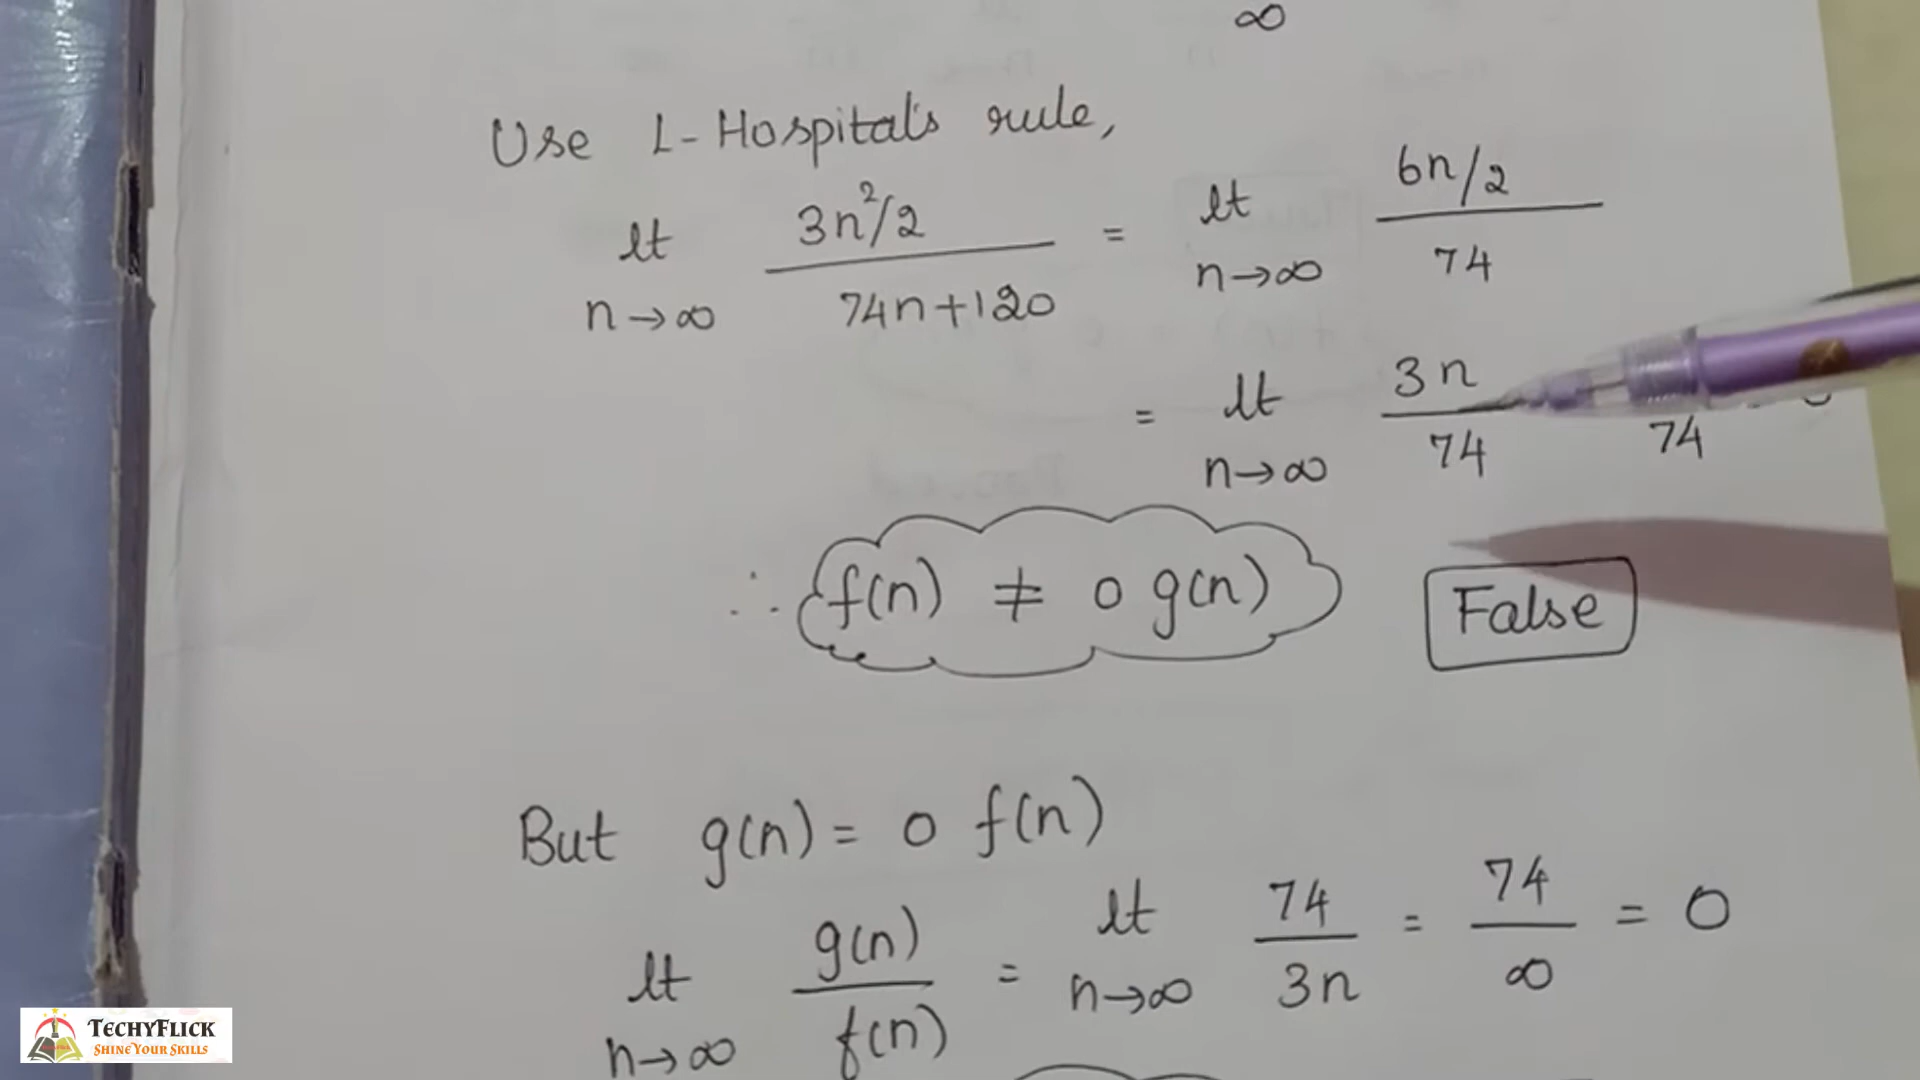 ∞
Use L-Hospital's rule,
lt n→∞ 3n²/2 / 74n+120 = lt n→∞ 6n/2 / 74
= lt n→∞ 3n / 74 74
∴ f(n) ≠ o g(n) False
But g(n) = o f(n)
lt n→∞ g(n) / f(n) = lt n→∞ 74 / 3n = 74 / ∞ = 0
TECHYFLICK
SHINE YOUR SKILLS